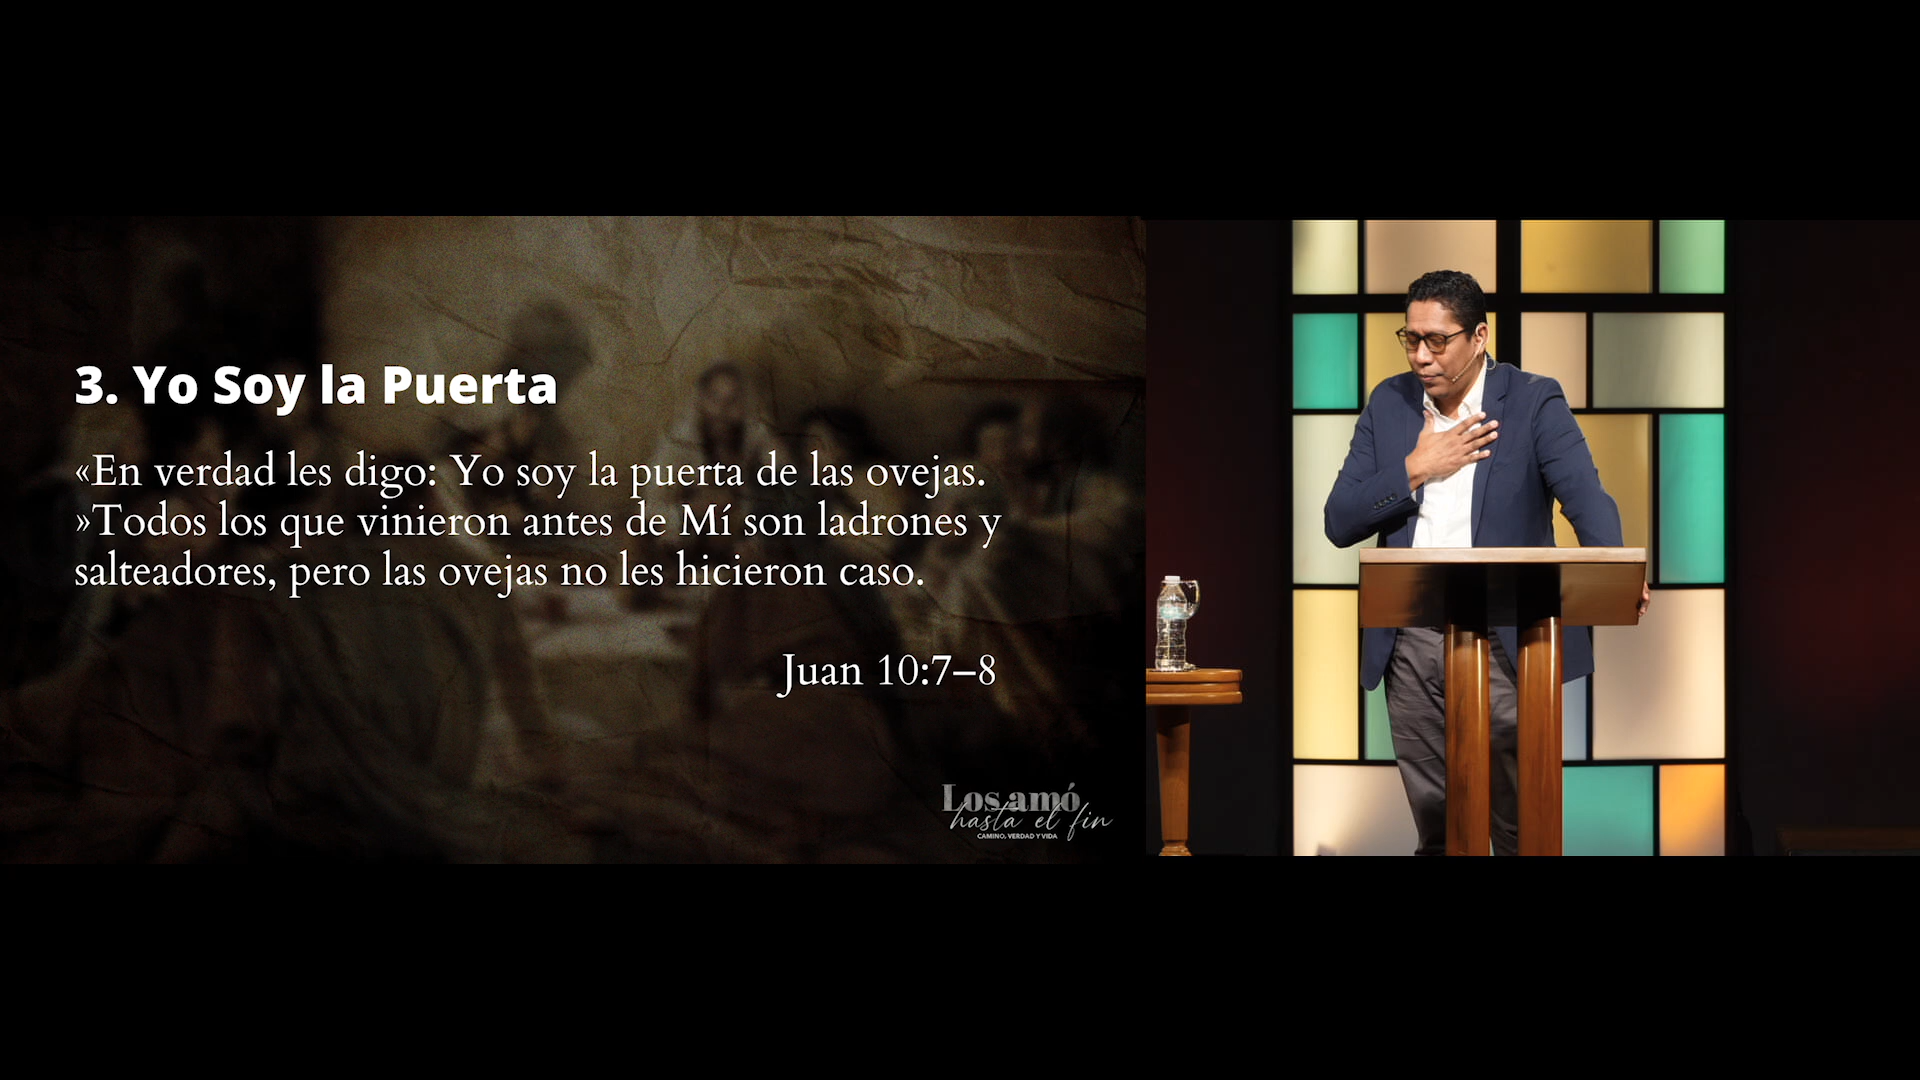 3. Yo Soy la Puerta
«En verdad les digo: Yo soy la puerta de las ovejas.
»Todos los que vinieron antes de Mí son ladrones y
salteadores, pero las ovejas no les hicieron caso.
Juan 10:7–8
Los amó
hasta el fin
CAMINO, VERDAD Y VIDA